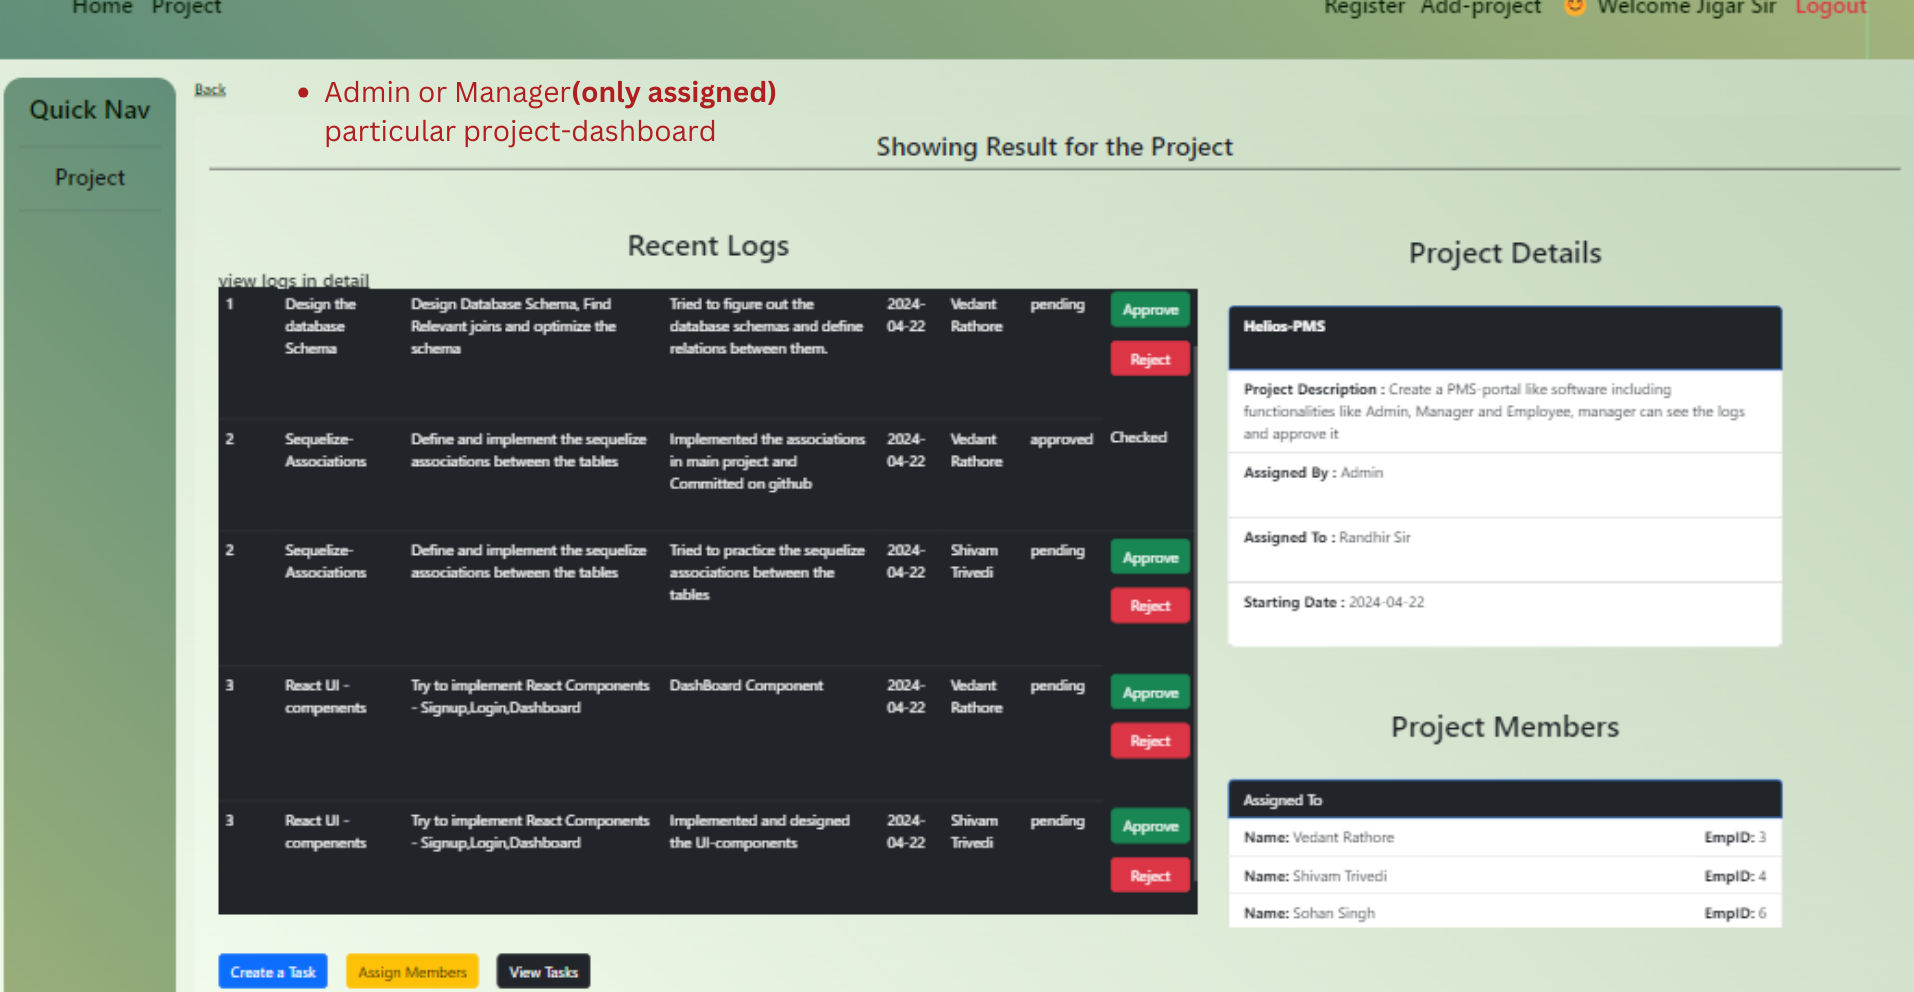 Home Project
Register Add-project 😊 Welcome Jigar Sir Logout
Quick Nav
Project
Back
• Admin or Manager(only assigned)
particular project-dashboard
Showing Result for the Project
Recent Logs
view logs in detail
1 Design the database Schema Design Database Schema, Find Relevant joins and optimize the schema Tried to figure out the database schemas and define relations between them. 2024-04-22 Vedant Rathore pending Approve Reject
2 Sequelize-Associations Define and implement the sequelize associations between the tables Implemented the associations in main project and Committed on github 2024-04-22 Vedant Rathore approved Checked
2 Sequelize-Associations Define and implement the sequelize associations between the tables Tried to practice the sequelize associations between the tables 2024-04-22 Shivam Trivedi pending Approve Reject
3 React UI - compenents Try to implement React Components - Signup,Login,Dashboard DashBoard Component 2024-04-22 Vedant Rathore pending Approve Reject
3 React UI - compenents Try to implement React Components - Signup,Login,Dashboard Implemented and designed the UI-components 2024-04-22 Shivam Trivedi pending Approve Reject
Create a Task Assign Members View Tasks
Project Details
Helios-PMS
Project Description : Create a PMS-portal like software including
functionalities like Admin, Manager and Employee, manager can see the logs
and approve it
Assigned By : Admin
Assigned To : Randhir Sir
Starting Date : 2024-04-22
Project Members
Assigned To
Name: Vedant Rathore EmpID: 3
Name: Shivam Trivedi EmpID: 4
Name: Sohan Singh EmpID: 6